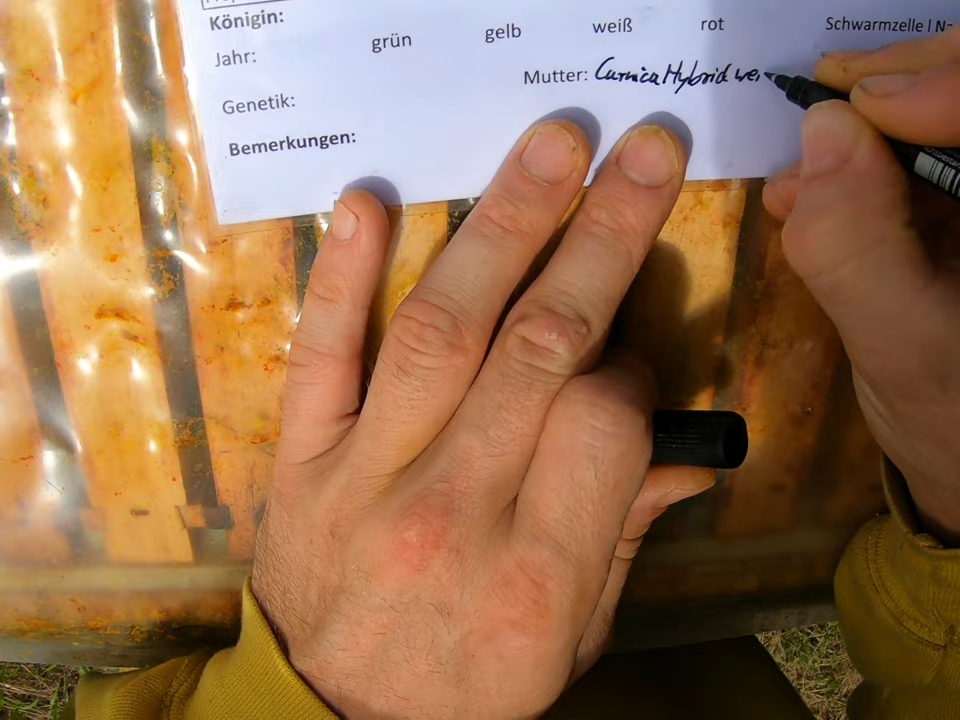 Königin:
Jahr: grün gelb weiß rot Schwarmzelle |
Genetik: Mutter: Carnica Hybrid wei
Bemerkungen: